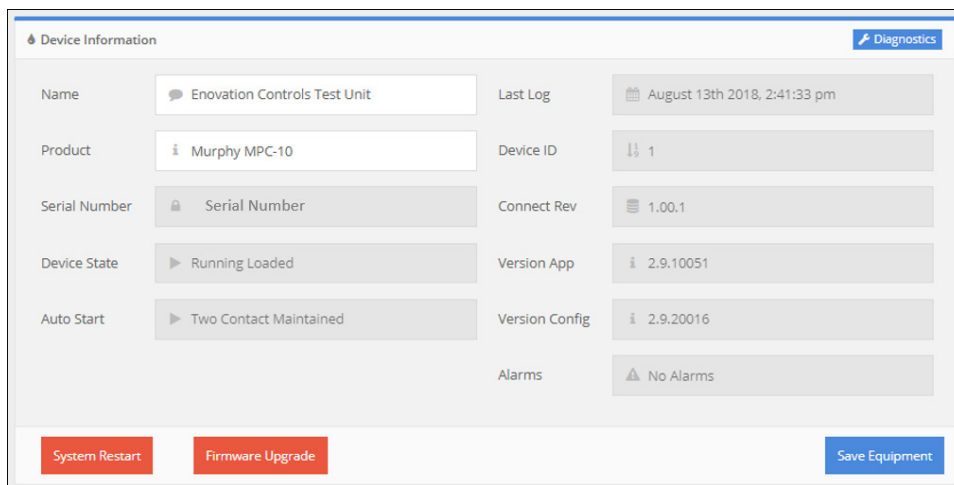 Device Information
Diagnostics
Name
Enovation Controls Test Unit
Last Log
August 13th 2018, 2:41:33 pm
Product
Murphy MPC-10
Device ID
1
Serial Number
Serial Number
Connect Rev
1.00.1
Device State
Running Loaded
Version App
2.9.10051
Auto Start
Two Contact Maintained
Version Config
2.9.20016
Alarms
No Alarms
System Restart
Firmware Upgrade
Save Equipment